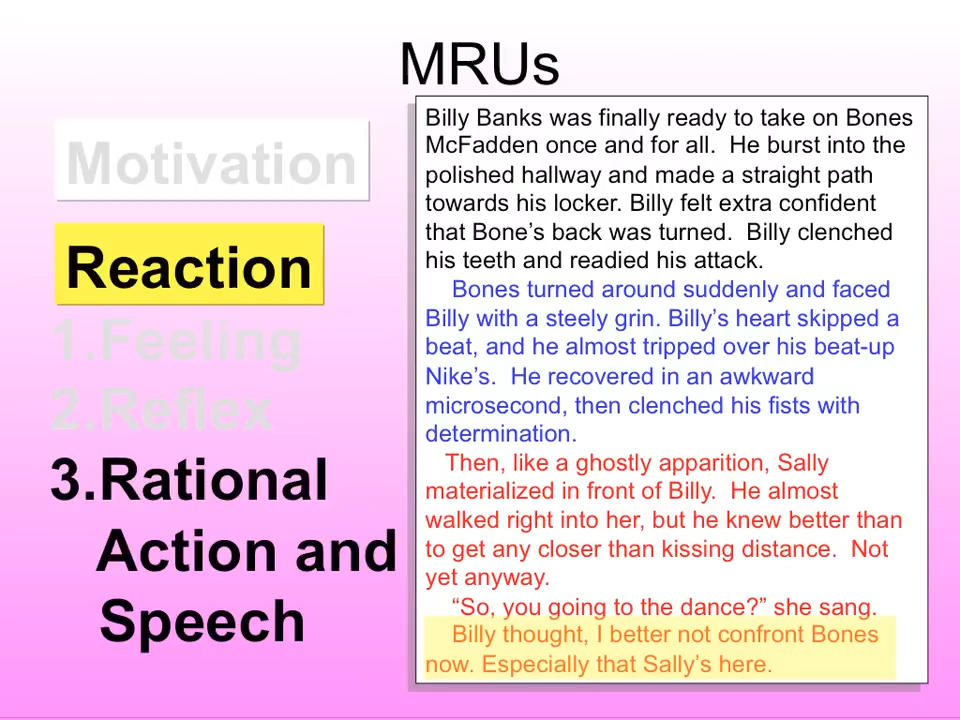 MRUs
Motivation
Reaction
1.Feeling
2.Reflex
3.Rational
Action and
Speech
Billy Banks was finally ready to take on Bones
McFadden once and for all.  He burst into the
polished hallway and made a straight path
towards his locker. Billy felt extra confident
that Bone’s back was turned.  Billy clenched
his teeth and readied his attack.
Bones turned around suddenly and faced
Billy with a steely grin. Billy’s heart skipped a
beat, and he almost tripped over his beat-up
Nike’s.  He recovered in an awkward
microsecond, then clenched his fists with
determination.
Then, like a ghostly apparition, Sally
materialized in front of Billy.  He almost
walked right into her, but he knew better than
to get any closer than kissing distance.  Not
yet anyway.
“So, you going to the dance?” she sang.
Billy thought, I better not confront Bones
now. Especially that Sally’s here.